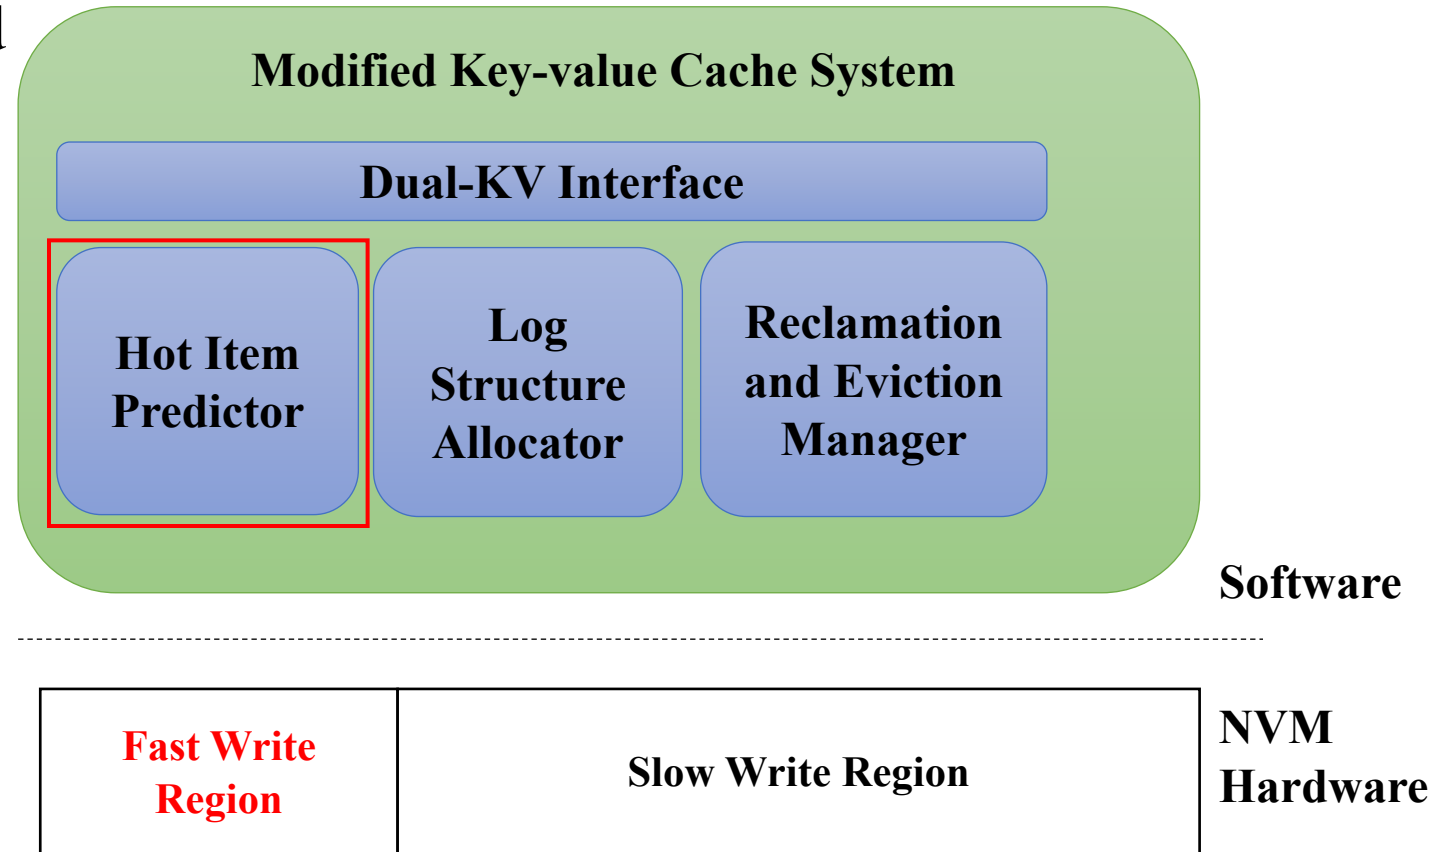 Modified Key-value Cache System
Dual-KV Interface
Hot Item
Predictor
Log
Structure
Allocator
Reclamation
and Eviction
Manager
Software
Fast Write
Region
Slow Write Region
NVM
Hardware